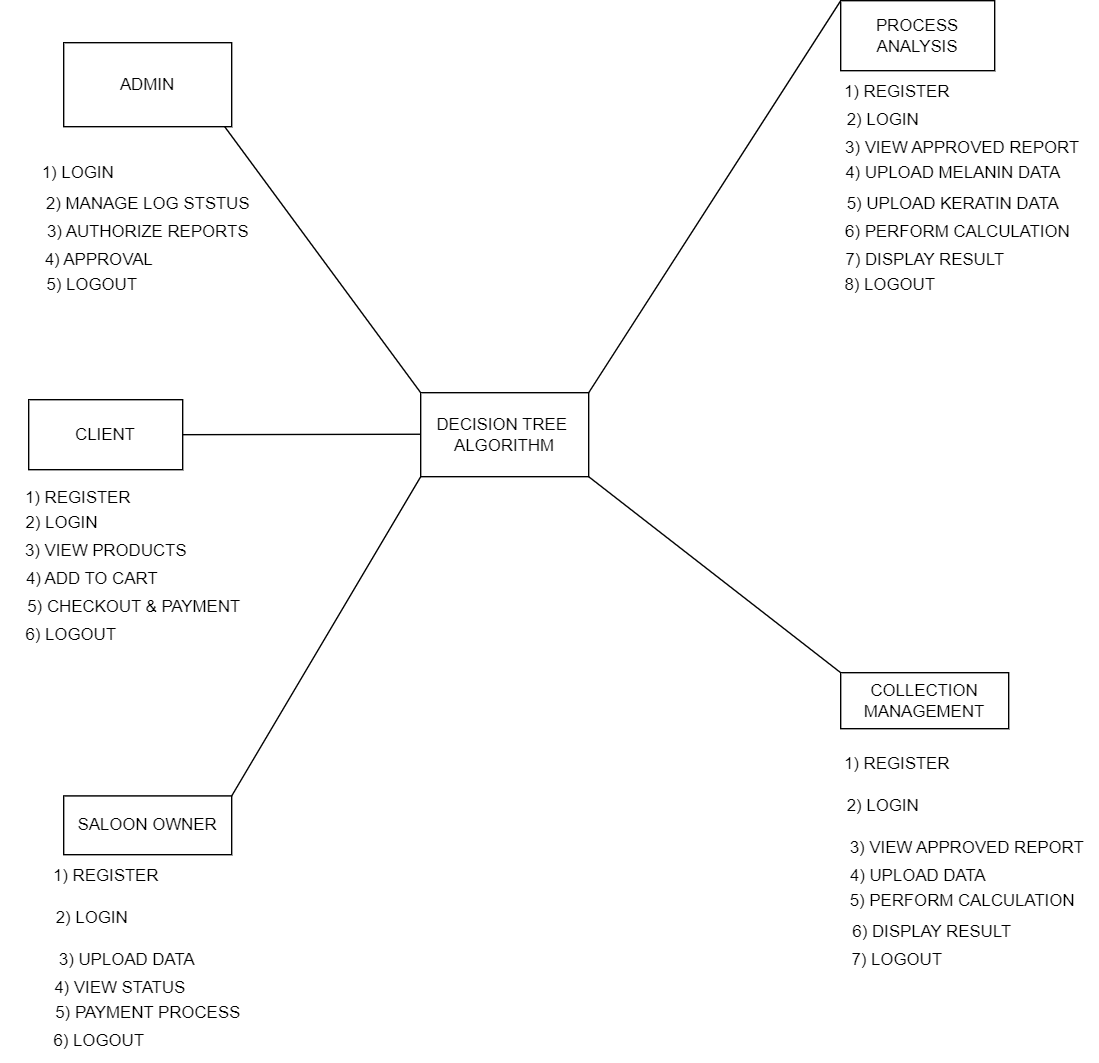 ADMIN
1) LOGIN
2) MANAGE LOG STSTUS
3) AUTHORIZE REPORTS
4) APPROVAL
5) LOGOUT
PROCESS
ANALYSIS
1) REGISTER
2) LOGIN
3) VIEW APPROVED REPORT
4) UPLOAD MELANIN DATA
5) UPLOAD KERATIN DATA
6) PERFORM CALCULATION
7) DISPLAY RESULT
8) LOGOUT
CLIENT
1) REGISTER
2) LOGIN
3) VIEW PRODUCTS
4) ADD TO CART
5) CHECKOUT & PAYMENT
6) LOGOUT
DECISION TREE
ALGORITHM
SALOON OWNER
1) REGISTER
2) LOGIN
3) UPLOAD DATA
4) VIEW STATUS
5) PAYMENT PROCESS
6) LOGOUT
COLLECTION
MANAGEMENT
1) REGISTER
2) LOGIN
3) VIEW APPROVED REPORT
4) UPLOAD DATA
5) PERFORM CALCULATION
6) DISPLAY RESULT
7) LOGOUT